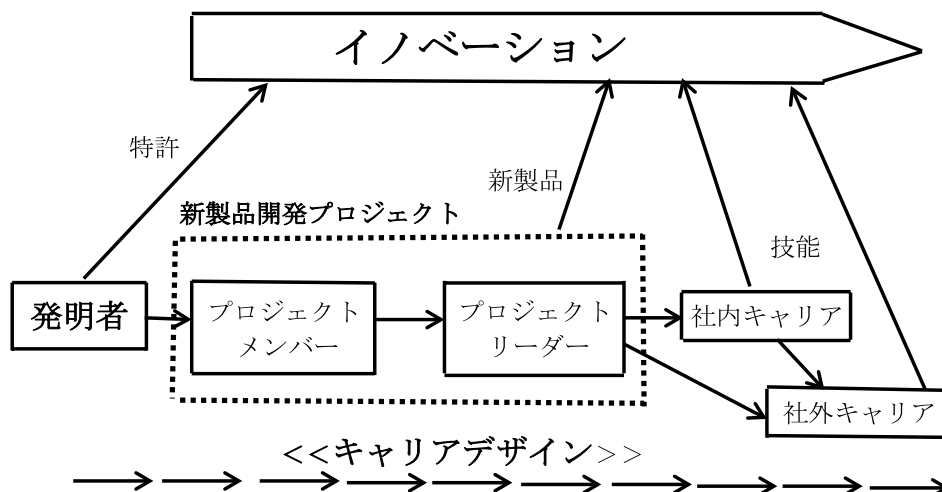 イノベーション
特許
新製品
新製品開発プロジェクト
技能
発明者
プロジェクト
メンバー
プロジェクト
リーダー
社内キャリア
社外キャリア
<<キャリアデザイン>>